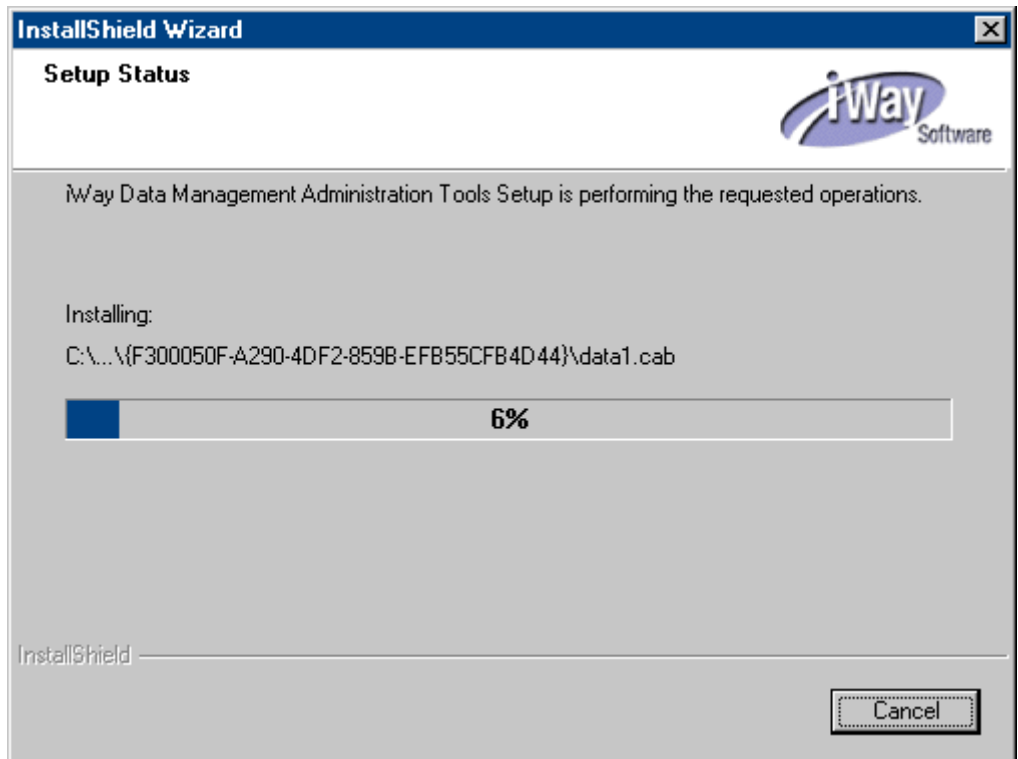 InstallShield Wizard
Setup Status
iWay
Software
iWay Data Management Administration Tools Setup is performing the requested operations.
Installing:
C:\...\{F300050F-A290-4DF2-859B-EFB55CFB4D44}\data1.cab
6%
InstallShield
Cancel